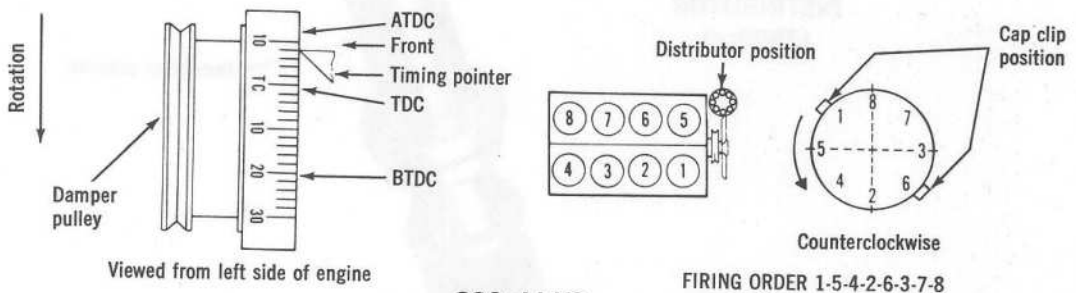 Rotation
ATDC
Front
Timing pointer
TDC
BTDC
10
TC
10
20
30
Damper
pulley
Viewed from left side of engine
Distributor position
Cap clip
position
8 7 6 5
4 3 2 1
8
1 7
5 3
4 6
2
Counterclockwise
FIRING ORDER 1-5-4-2-6-3-7-8